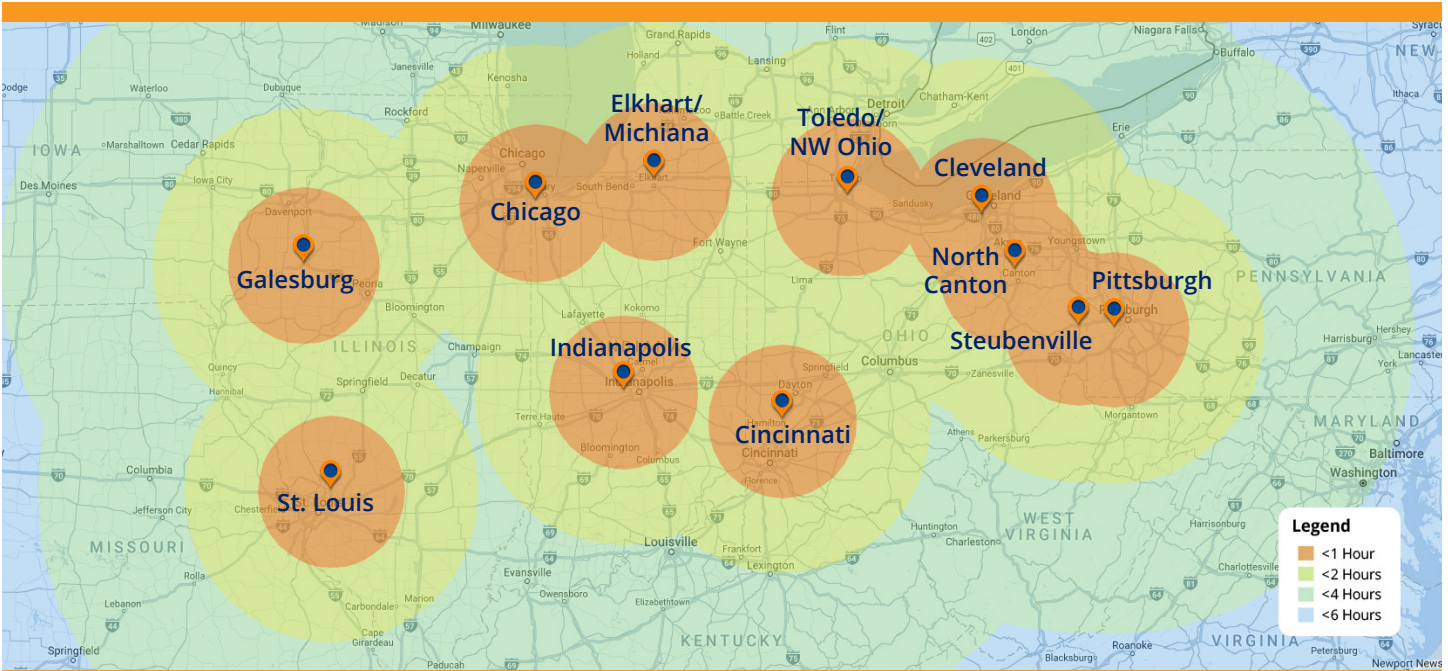 Madison
Milwaukee
Grand Rapids
Flint
London
Niagara Falls
Buffalo
NEW
Holland
Lansing
Janesville
Kenosha
Waterloo
Dubuque
Rockford
Dodge
Ithaca
Elkhart/
Michiana
Battle Creek
Detroit
Chatham-Kent
Toledo/
NW Ohio
Erie
IOWA
Marshalltown
Cedar Rapids
Iowa City
Des Moines
Davenport
Naperville
Chicago
South Bend
Elkhart
Cleveland
Sandusky
Chicago
Galesburg
Peoria
Fort Wayne
Youngstown
North
Canton
Canton
Pittsburgh
PENNSYLVANIA
Bloomington
Lafayette
Kokomo
Lima
OHIO
Steubenville
Hershey
Harrisburg
Lancaster
York
ILLINOIS
Champaign
Indianapolis
Indianapolis
Columbus
Zanesville
Springfield
Dayton
Quincy
Hannibal
Springfield
Decatur
Terre Haute
Bloomington
Columbus
Hamilton
Cincinnati
Cincinnati
Florence
Morgantown
Athens
Parkersburg
MARYLAND
Baltimore
Washington
Columbia
Jefferson City
Chesterfield
St. Louis
MISSOURI
Rolla
Lebanon
Springfield
Carbondale
Marion
Cape
Girardeau
Paducah
Evansville
Owensboro
Louisville
Elizabethtown
Frankfort
Lexington
KENTUCKY
Huntington
Charleston
WEST
VIRGINIA
Harrisonburg
Charlottesville
Roanoke
Blacksburg
VIRGINIA
Petersburg
Newport News
Legend
<1 Hour
<2 Hours
<4 Hours
<6 Hours